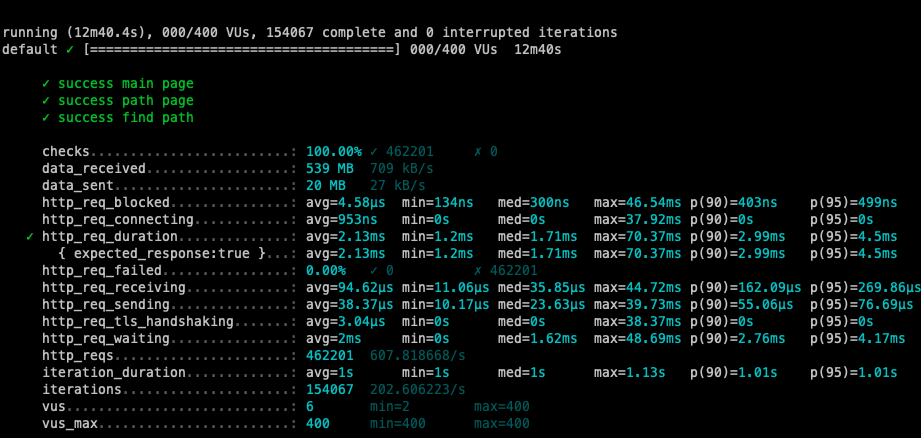 running (12m40.4s), 000/400 VUs, 154067 complete and 0 interrupted iterations
default ✓ [======================================] 000/400 VUs  12m40s
✓ success main page
✓ success path page
✓ success find path
checks.........................: 100.00% ✓ 462201     ✗ 0
data_received..................: 539 MB  709 kB/s
data_sent......................: 20 MB   27 kB/s
http_req_blocked...............: avg=4.58µs  min=134ns   med=300ns   max=46.54ms p(90)=403ns    p(95)=499ns
http_req_connecting............: avg=953ns   min=0s      med=0s      max=37.92ms p(90)=0s       p(95)=0s
✓ http_req_duration..............: avg=2.13ms  min=1.2ms   med=1.71ms  max=70.37ms p(90)=2.99ms   p(95)=4.5ms
{ expected_response:true }...: avg=2.13ms  min=1.2ms   med=1.71ms  max=70.37ms p(90)=2.99ms   p(95)=4.5ms
http_req_failed................: 0.00%   ✓ 0          ✗ 462201
http_req_receiving.............: avg=94.62µs min=11.06µs med=35.85µs max=44.72ms p(90)=162.09µs p(95)=269.86µs
http_req_sending...............: avg=38.37µs min=10.17µs med=23.63µs max=39.73ms p(90)=55.06µs  p(95)=76.69µs
http_req_tls_handshaking.......: avg=3.04µs  min=0s      med=0s      max=38.37ms p(90)=0s       p(95)=0s
http_req_waiting...............: avg=2ms     min=0s      med=1.62ms  max=48.69ms p(90)=2.76ms   p(95)=4.17ms
http_reqs......................: 462201  607.818668/s
iteration_duration.............: avg=1s      min=1s      med=1s      max=1.13s   p(90)=1.01s    p(95)=1.01s
iterations.....................: 154067  202.606223/s
vus............................: 6       min=2        max=400
vus_max........................: 400     min=400      max=400